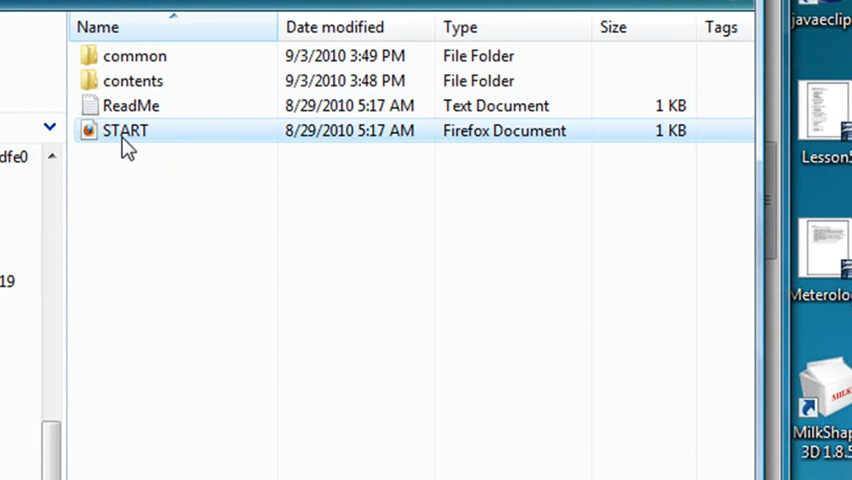 Name Date modified Type Size Tags
common 9/3/2010 3:49 PM File Folder
contents 9/3/2010 3:48 PM File Folder
ReadMe 8/29/2010 5:17 AM Text Document 1 KB
START 8/29/2010 5:17 AM Firefox Document 1 KB
dfe0
19
javaeclip
Lesson5
Meterolo
MILK
MilkShap
3D 1.8.5